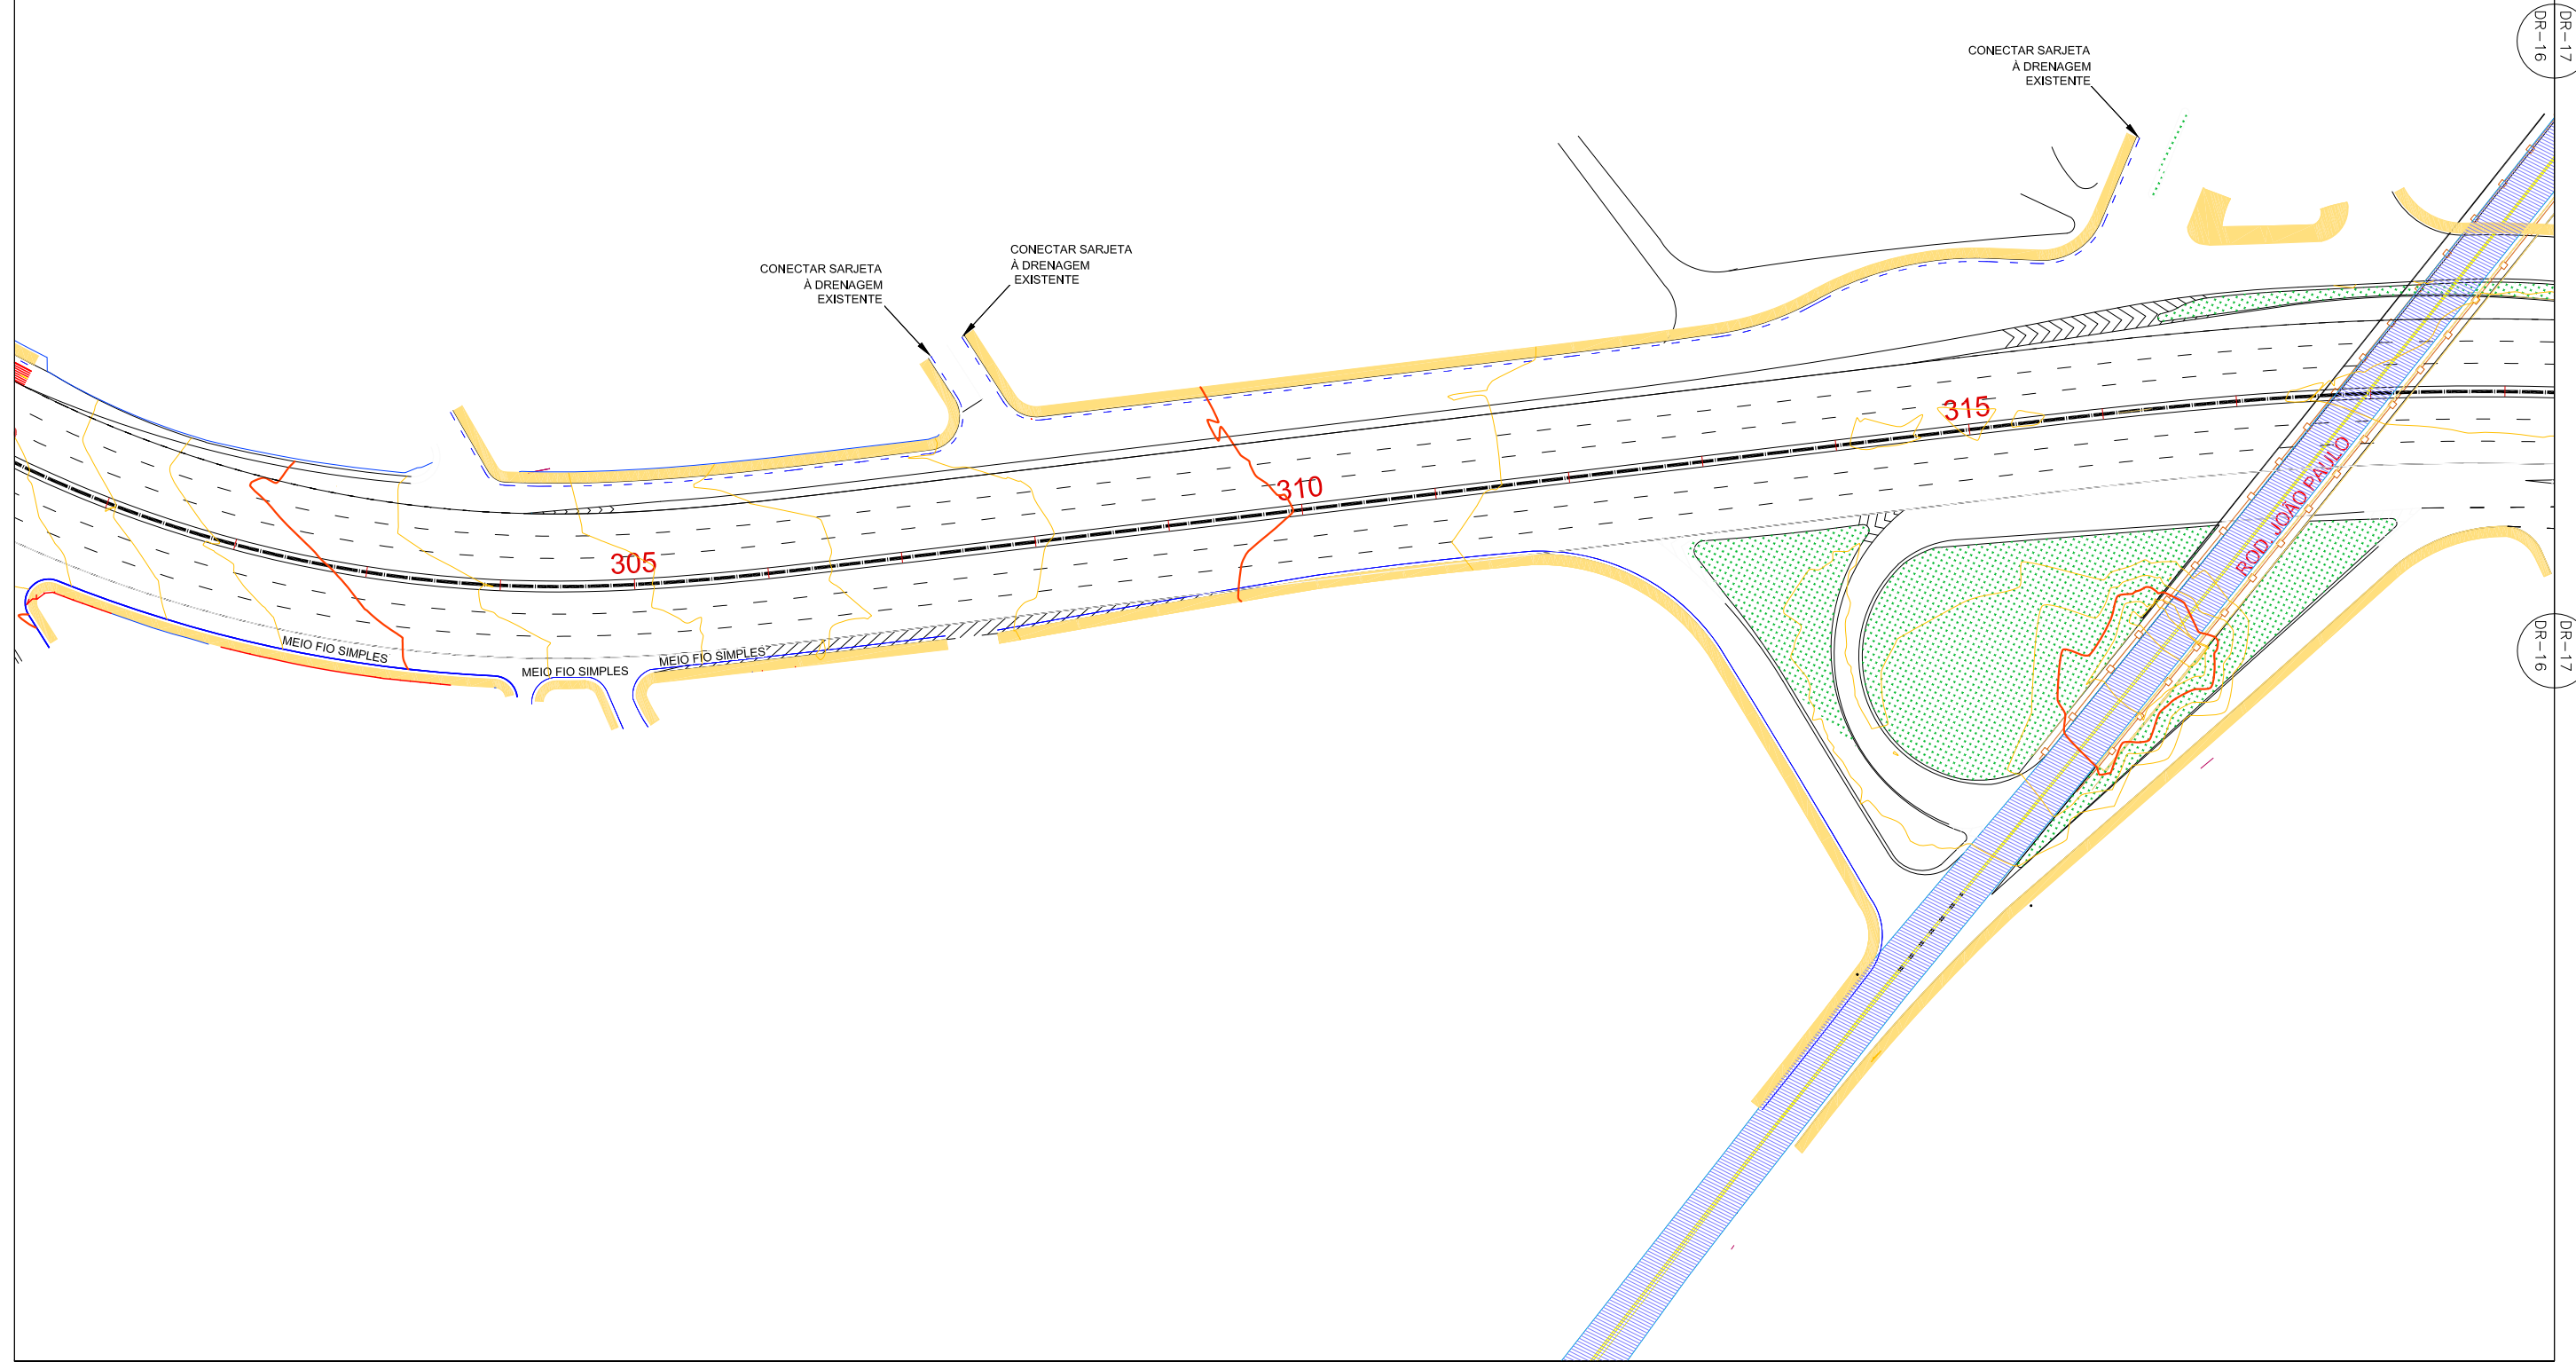 DR-17
DR-16
CONECTAR SARJETA
À DRENAGEM
EXISTENTE
CONECTAR SARJETA
À DRENAGEM
EXISTENTE
CONECTAR SARJETA
À DRENAGEM
EXISTENTE
315
310
305
ROD. JOÃO PAULO
MEIO FIO SIMPLES
MEIO FIO SIMPLES
MEIO FIO SIMPLES
DR-17
DR-16